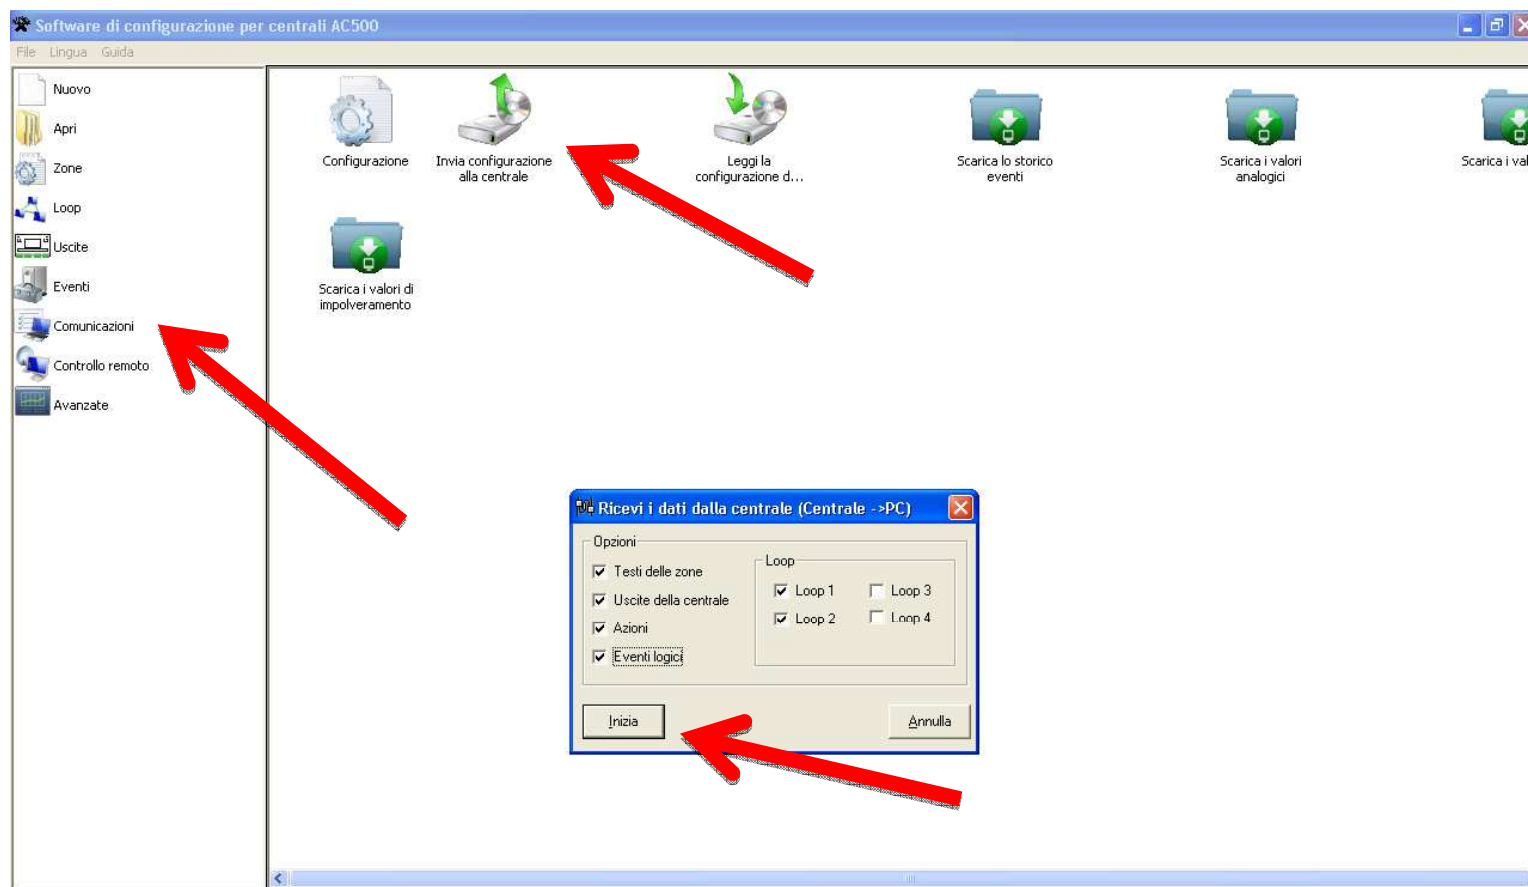 Software di configurazione per centrali AC500
File Lingua Guida
Nuovo
Apri
Zone
Loop
Uscite
Eventi
Comunicazioni
Controllo remoto
Avanzate
Configurazione
Invia configurazione
alla centrale
Leggi la
configurazione d...
Scarica lo storico
eventi
Scarica i valori
analogici
Scarica i val
Scarica i valori di
impolveramento
Ricevi i dati dalla centrale (Centrale ->PC)
Opzioni
Testi delle zone
Uscite della centrale
Azioni
Eventi logici
Loop
Loop 1
Loop 3
Loop 2
Loop 4
Inizia
Annulla